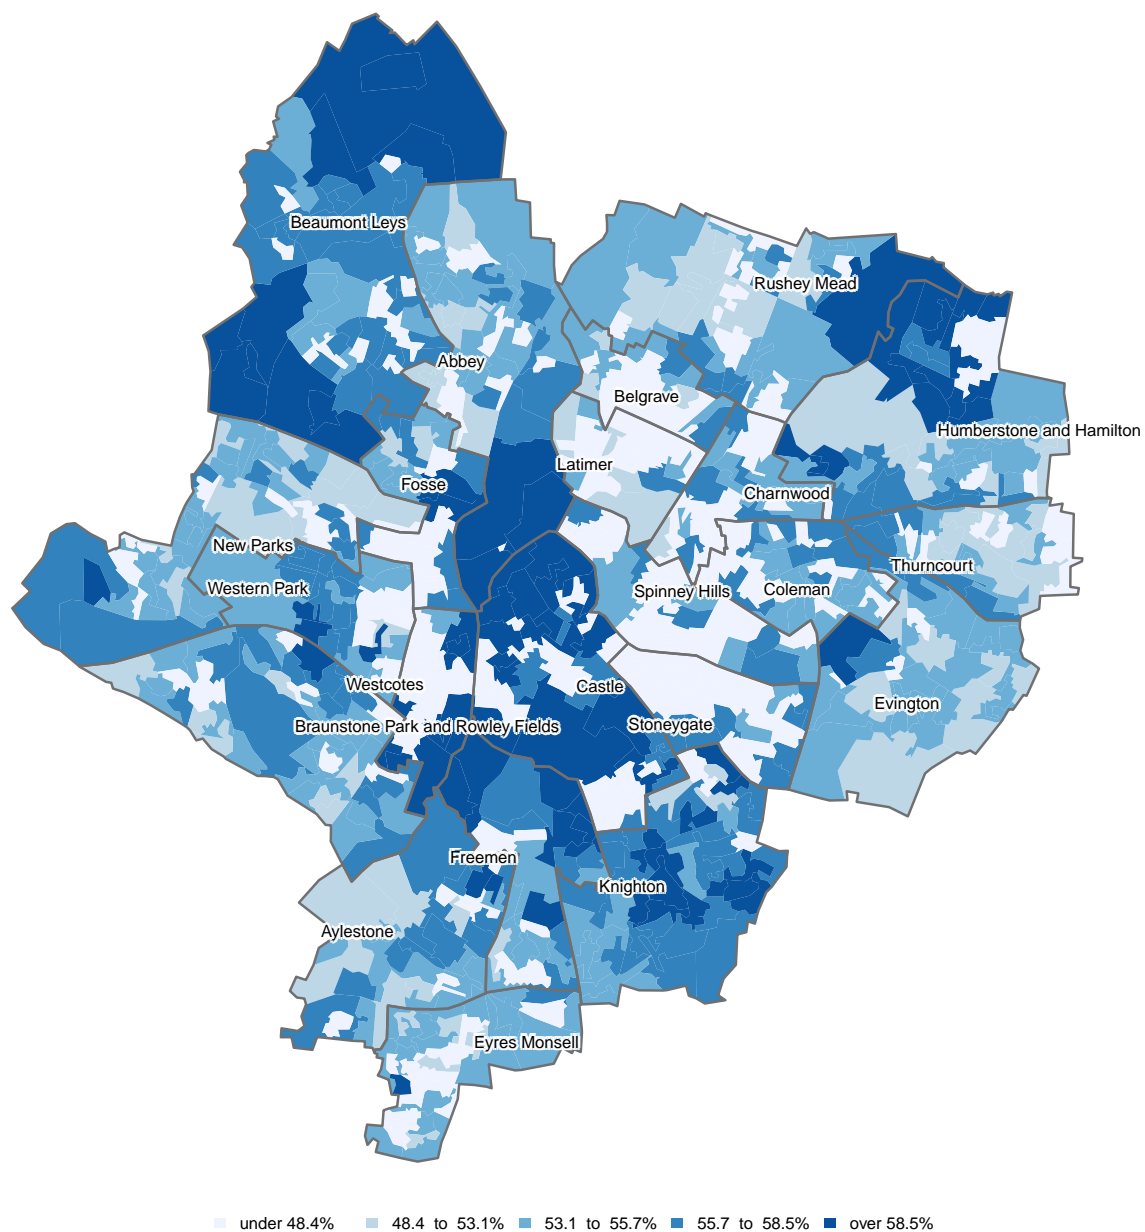 Beaumont Leys
Rushey Mead
Abbey
Belgrave
Humberstone and Hamilton
Latimer
Fosse
Charnwood
New Parks
Thurncourt
Western Park
Spinney Hills
Coleman
Westcotes
Castle
Evington
Braunstone Park and Rowley Fields
Stoneygate
Freemen
Knighton
Aylestone
Eyres Monsell
under 48.4% 48.4 to 53.1% 53.1 to 55.7% 55.7 to 58.5% over 58.5%